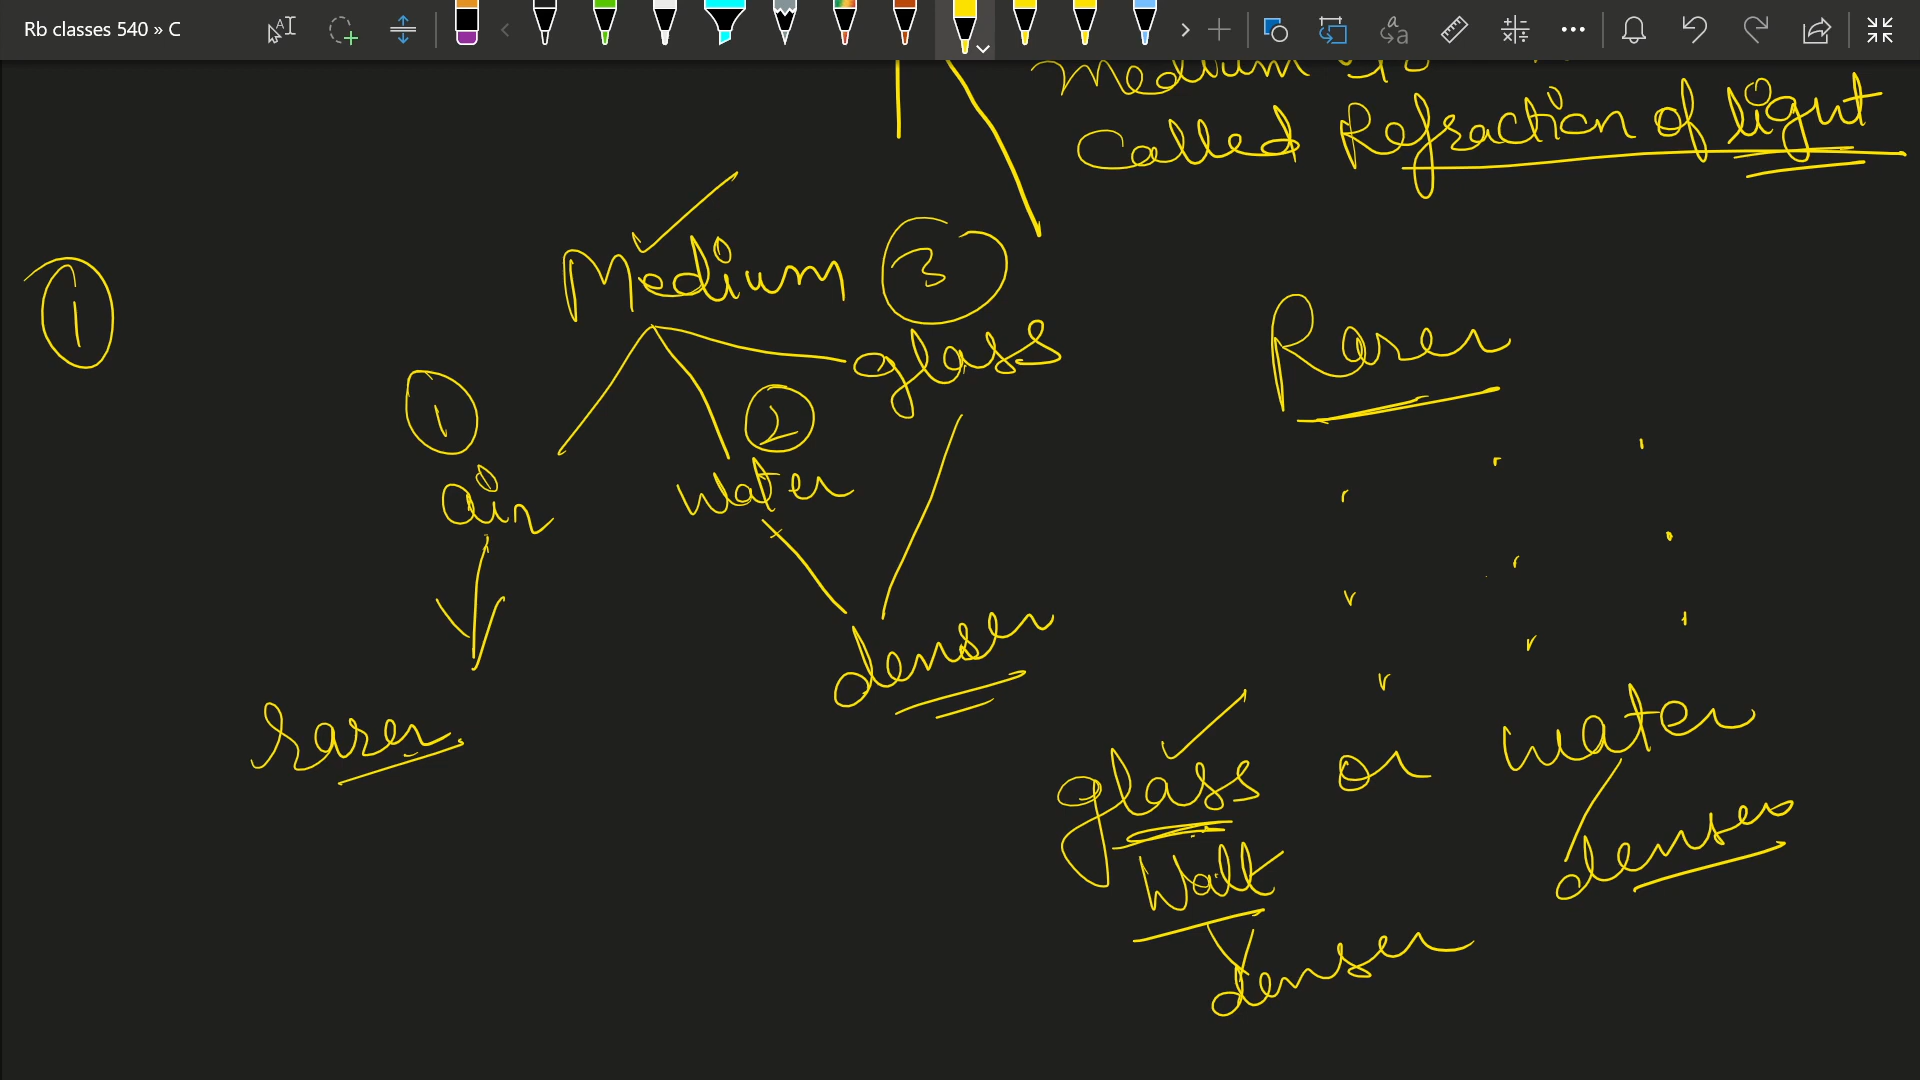 Rb classes 540 » C
Medium
Called Refraction of light
Medium 3
1
glass
Rarer
1
2
air
water
denser
rarer
glass or water
Wall
denser
denser